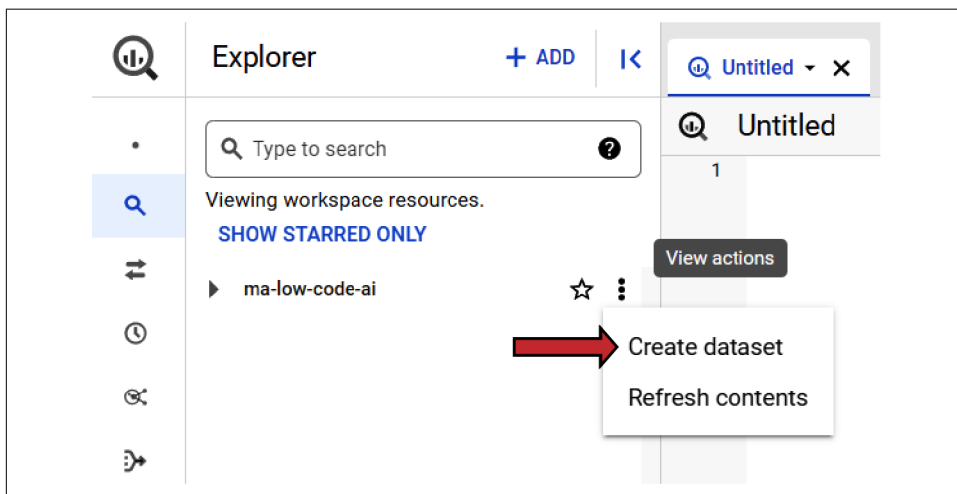 Explorer
+ ADD
Untitled
Untitled
Type to search
1
Viewing workspace resources.
SHOW STARRED ONLY
View actions
ma-low-code-ai
Create dataset
Refresh contents